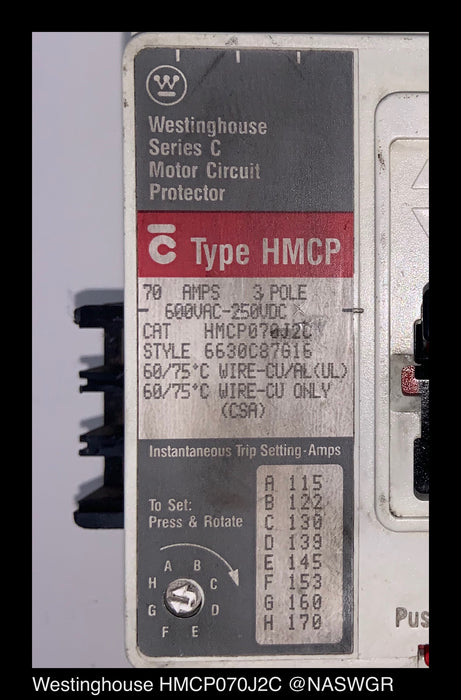 Westinghouse
Series C
Motor Circuit
Protector
C Type HMCP
70 AMPS 3 POLE
600VAC-250VDC
CAT HMCP070J2C
STYLE 6630C87G16
60/75°C WIRE-CU/AL(UL)
60/75°C WIRE-CU ONLY
(CSA)
Instantaneous Trip Setting-Amps
To Set:
Press & Rotate
A B C D E F G H
A 115
B 122
C 130
D 139
E 145
F 153
G 160
H 170
Pus
Westinghouse HMCP070J2C @NASWGR